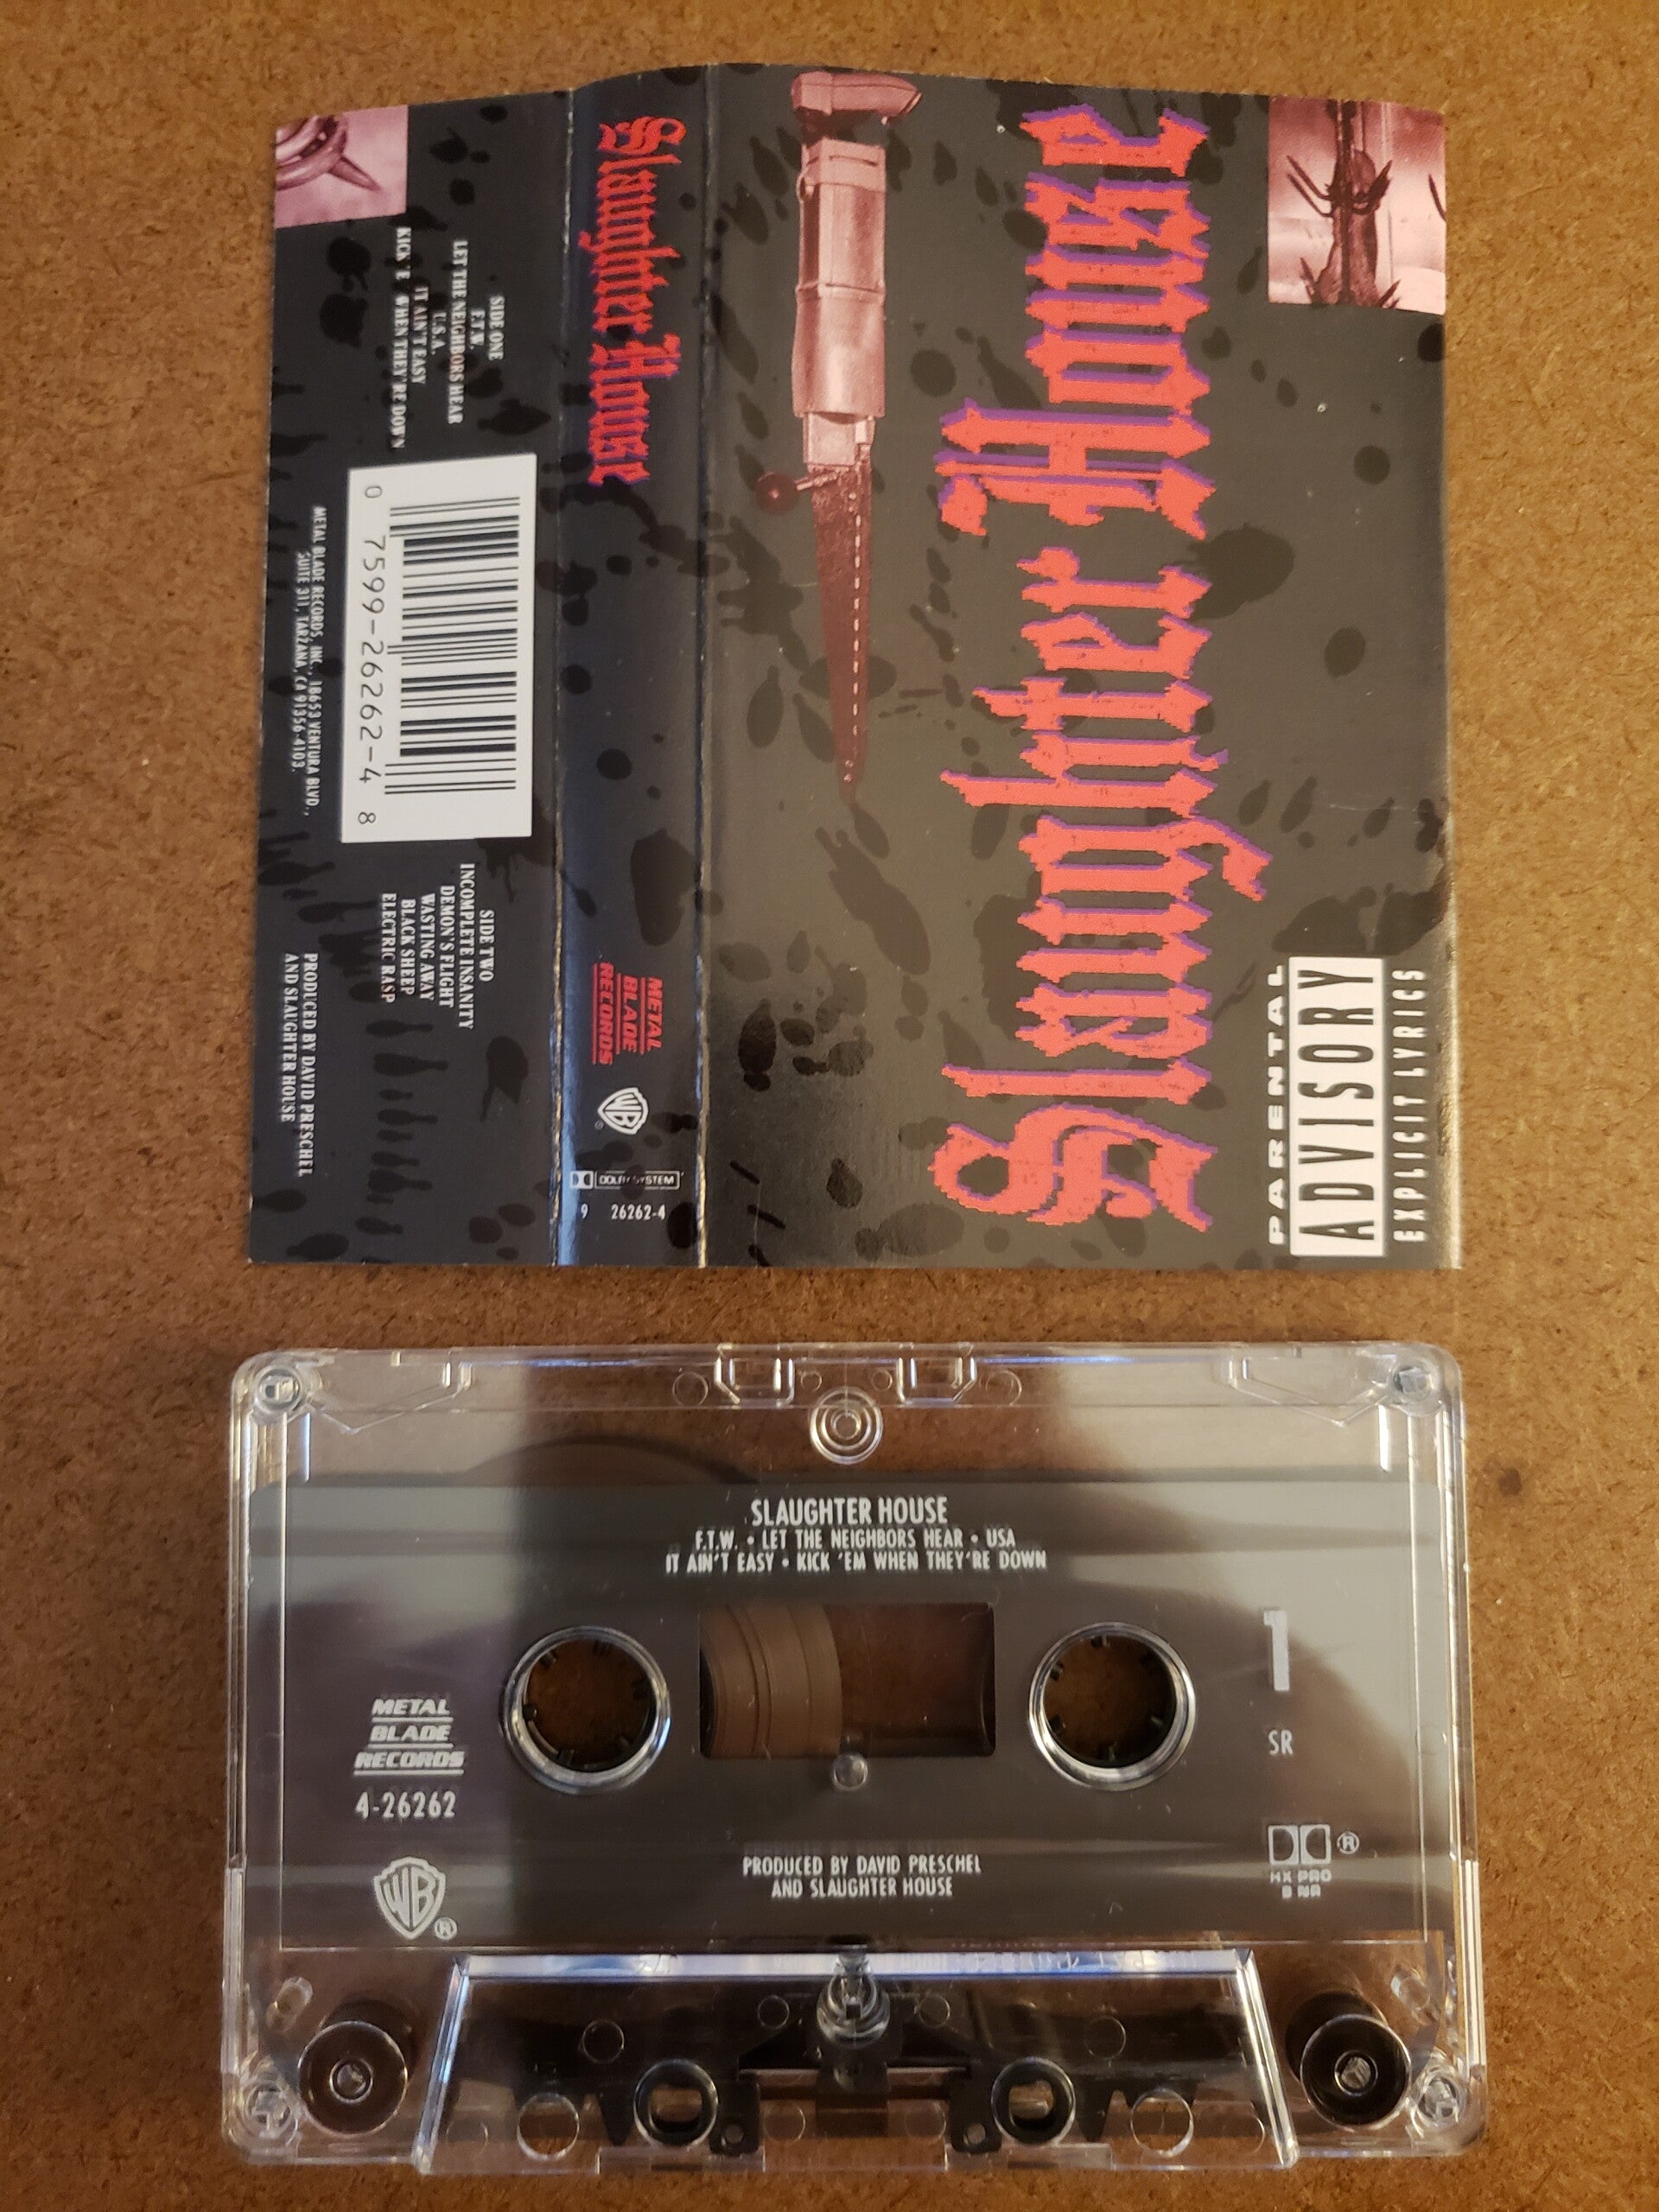 Slaughter House
PARENTAL
ADVISORY
EXPLICIT LYRICS
Slaughter House
METAL
BLADE
RECORDS
WB
DOLBY SYSTEM
9 26262-4
SIDE ONE
F.T.W.
LET THE NEIGHBORS HEAR
U.S.A.
IT AIN'T EASY
WHEN THEY'RE DOWN
0 7599-26262-4 8
SIDE TWO
INCOMPLETE INSANITY
DEMON'S FLIGHT
WASTING AWAY
BLACK SHEEP
ELECTRIC RASP
METAL BLADE RECORDS, INC., 18653 VENTURA BLVD.,
SUITE 311, TARZANA, CA 91356-4103.
PRODUCED BY DAVID PRESCHEL
AND SLAUGHTER HOUSE
SLAUGHTER HOUSE
F.T.W. • LET THE NEIGHBORS HEAR • USA
IT AIN'T EASY • KICK 'EM WHEN THEY'RE DOWN
1
SR
METAL
BLADE
RECORDS
4-26262
WB®
PRODUCED BY DAVID PRESCHEL
AND SLAUGHTER HOUSE
®
HX PRO
B NR